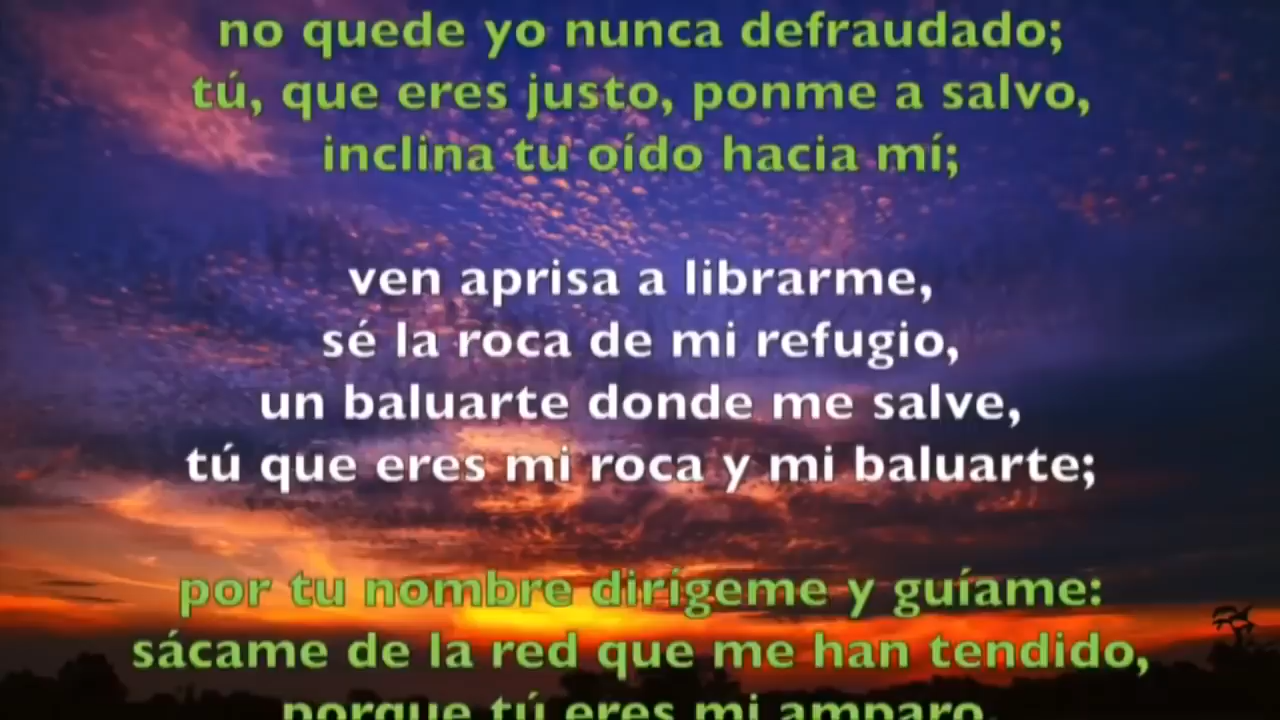 no quede yo nunca defraudado;
tú, que eres justo, ponme a salvo,
inclina tu oído hacia mí;
ven aprisa a librarme,
sé la roca de mi refugio,
un baluarte donde me salve,
tú que eres mi roca y mi baluarte;
por tu nombre dirígeme y guíame:
sácame de la red que me han tendido,
porque tú eres mi amparo.